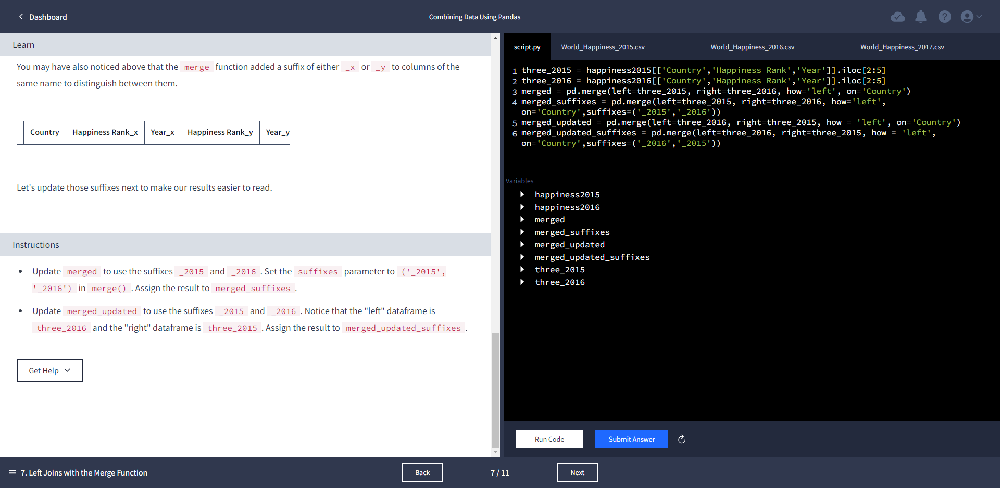 Dashboard
Combining Data Using Pandas
Learn
You may have also noticed above that the merge function added a suffix of either _x or _y to columns of the
same name to distinguish between them.
Country Happiness Rank_x Year_x Happiness Rank_y Year_y
Let's update those suffixes next to make our results easier to read.
Instructions
• Update merged to use the suffixes _2015 and _2016 . Set the suffixes parameter to ('_2015',
'_2016') in merge() . Assign the result to merged_suffixes .
• Update merged_updated to use the suffixes _2015 and _2016 . Notice that the "left" dataframe is
three_2016 and the "right" dataframe is three_2015 . Assign the result to merged_updated_suffixes .
Get Help
script.py World_Happiness_2015.csv World_Happiness_2016.csv World_Happiness_2017.csv
1 three_2015 = happiness2015[['Country','Happiness Rank','Year']].iloc[2:5]
2 three_2016 = happiness2016[['Country','Happiness Rank','Year']].iloc[2:5]
3 merged = pd.merge(left=three_2015, right=three_2016, how='left', on='Country')
4 merged_suffixes = pd.merge(left=three_2015, right=three_2016, how='left',
on='Country',suffixes=('_2015','_2016'))
5 merged_updated = pd.merge(left=three_2016, right=three_2015, how = 'left', on='Country')
6 merged_updated_suffixes = pd.merge(left=three_2016, right=three_2015, how = 'left',
on='Country',suffixes=('_2016','_2015'))
Variables
happiness2015
happiness2016
merged
merged_suffixes
merged_updated
merged_updated_suffixes
three_2015
three_2016
Run Code Submit Answer
7. Left Joins with the Merge Function
Back 7 / 11 Next